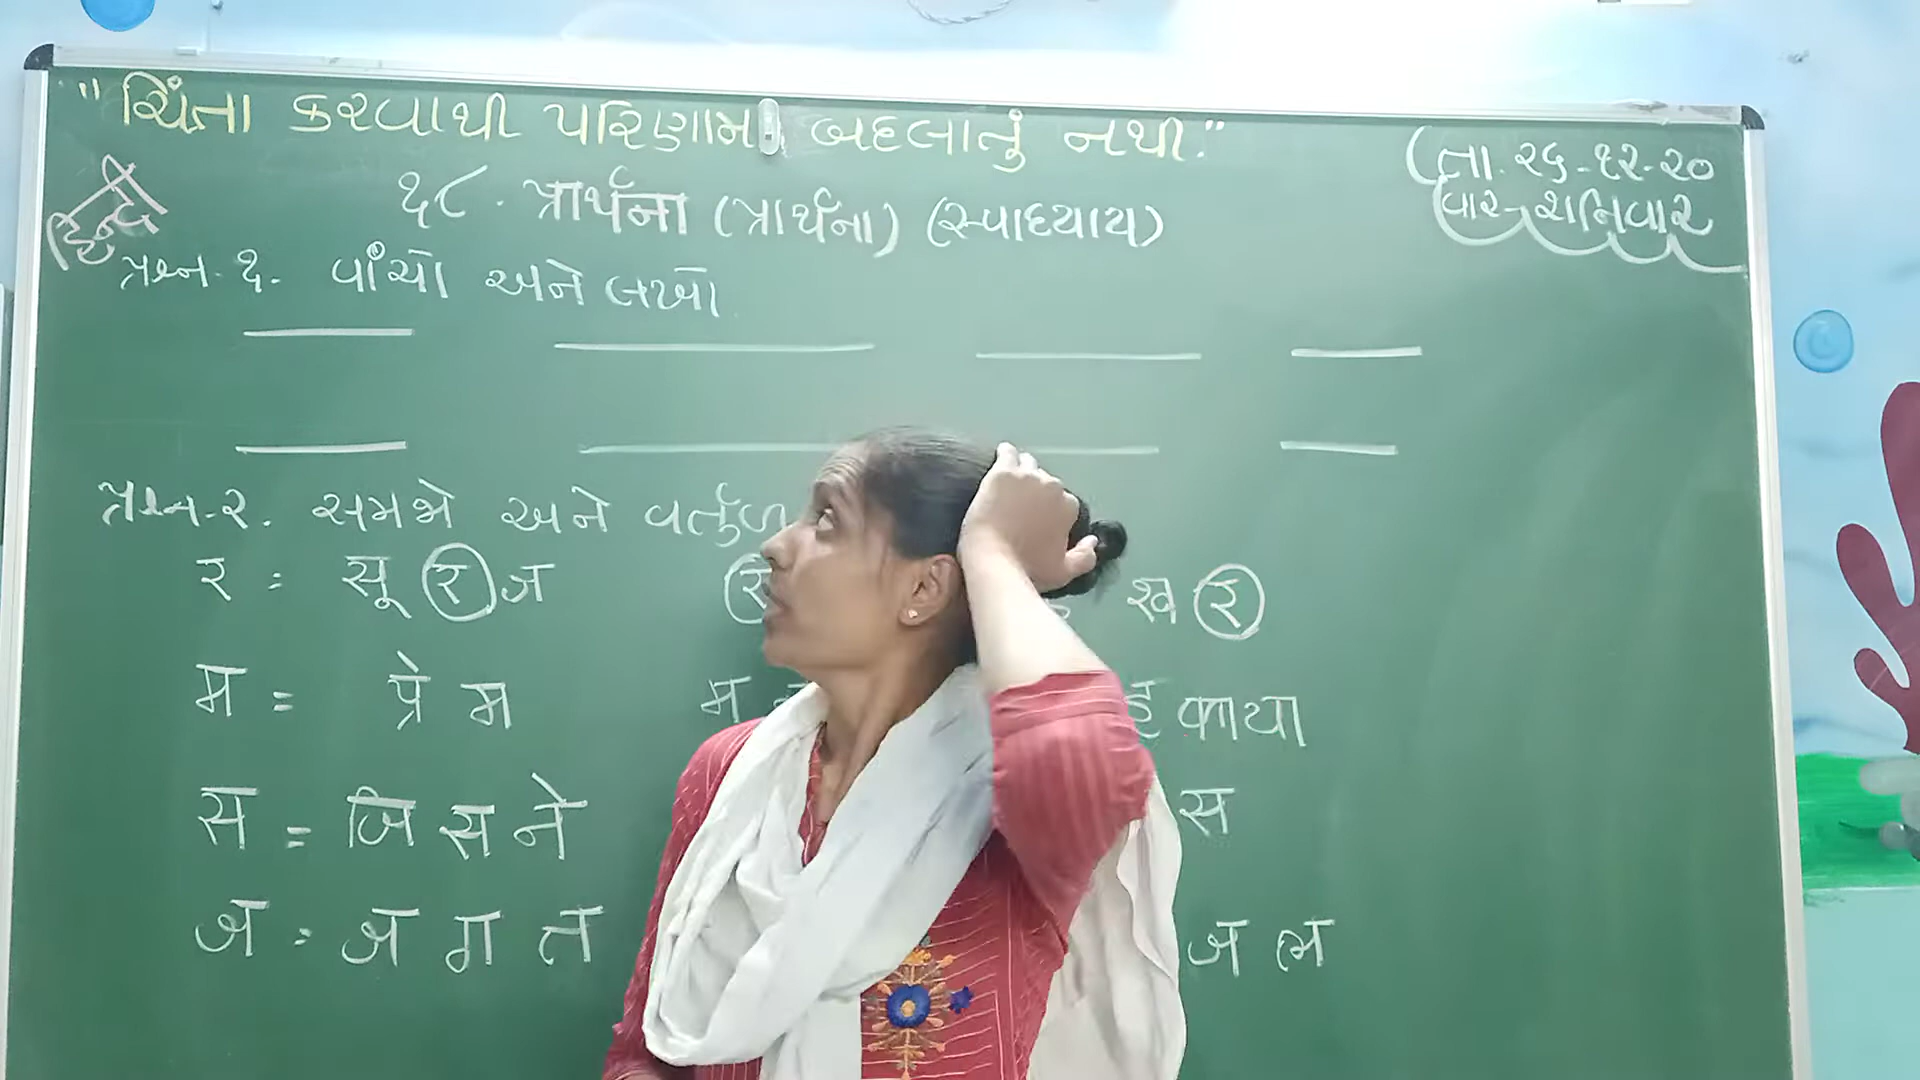 "ચિંતા કરવાથી પરિણામ બદલાતું નથી."
હિન્દી
૧૮. પ્રાર્થના (પ્રાર્થના) (સ્વાધ્યાય)
તા. ૨૬-૧૨-૨૦
વાર- શનિવાર
પ્રશ્ન-૧. વાંચો અને લખો
પ્રશ્ન-૨. સમજો અને વર્તુળ
र = सू र ज ख र
म = प्रे म म काया
स = जि स ने स
ज = ज ग त ज ल